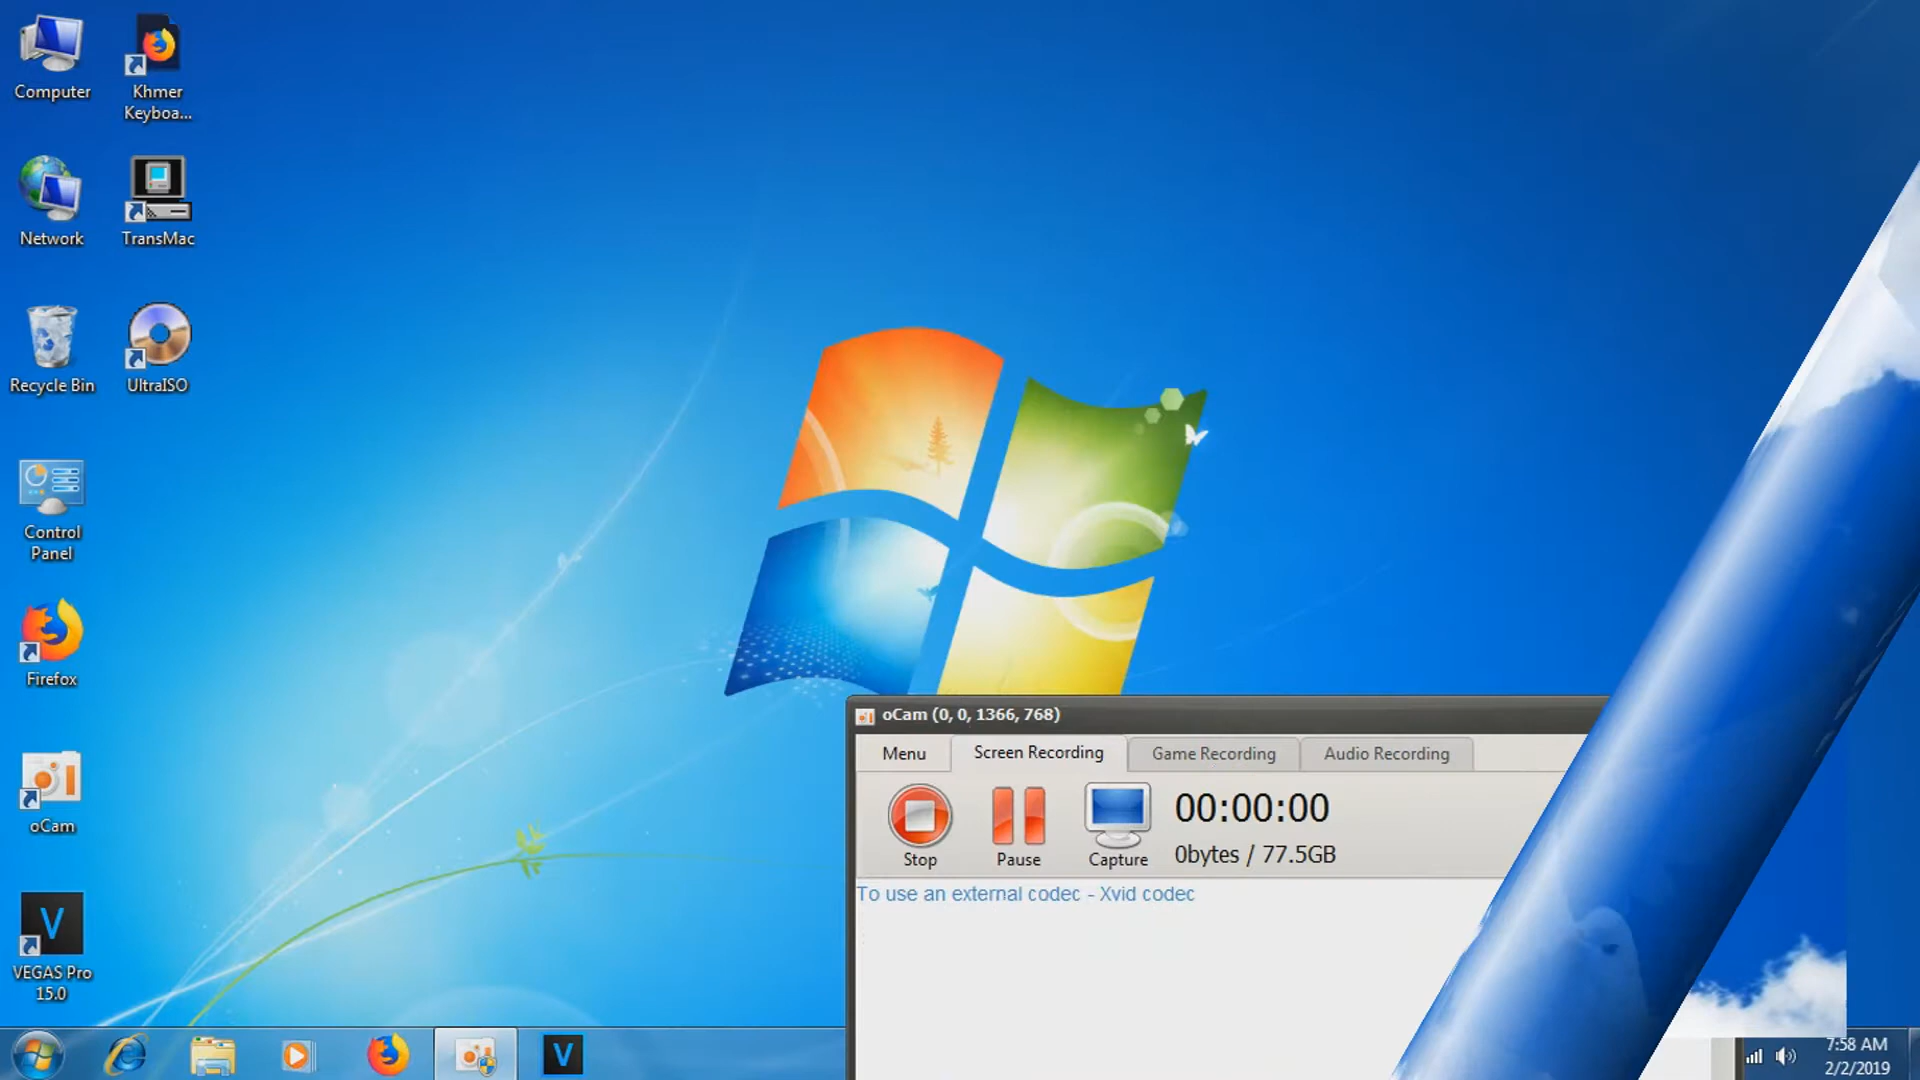 Computer
Khmer
Keyboa...
Network
TransMac
Recycle Bin
UltraISO
Control
Panel
Firefox
oCam
VEGAS Pro
15.0
oCam (0, 0, 1366, 768)
Menu
Screen Recording
Game Recording
Audio Recording
00:00:00
Stop
Pause
Capture
0bytes / 77.5GB
To use an external codec - Xvid codec
7:58 AM
2/2/2019